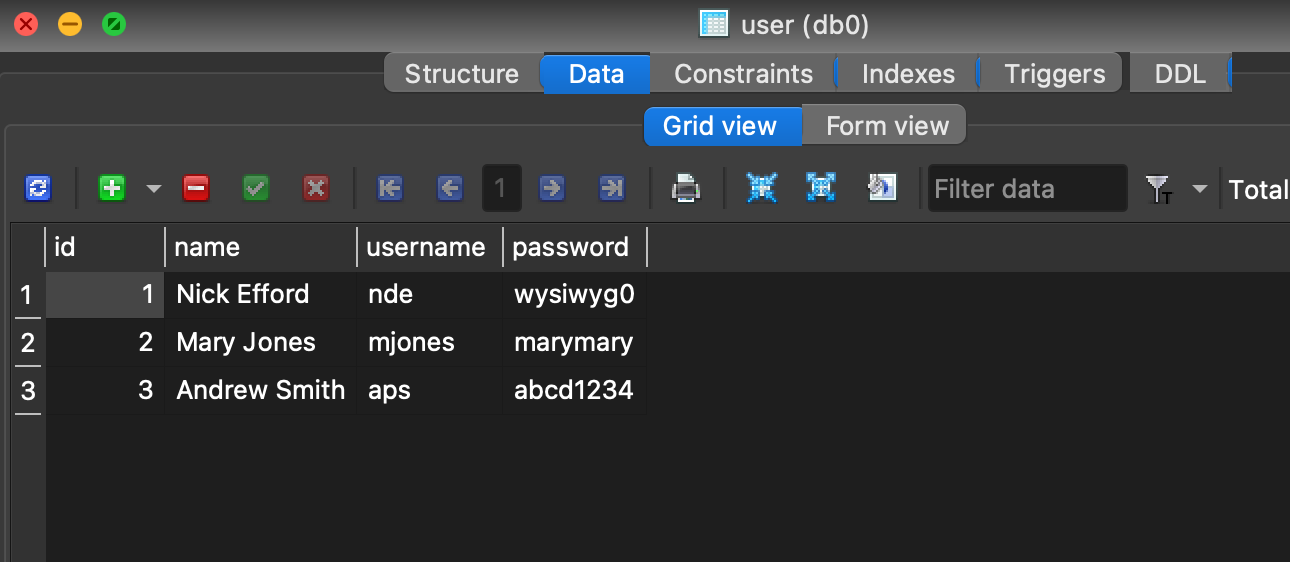 user (db0)
Structure Data Constraints Indexes Triggers DDL
Grid view Form view
1 Filter data T Total
id name username password
1 1 Nick Efford nde wysiwyg0
2 2 Mary Jones mjones marymary
3 3 Andrew Smith aps abcd1234